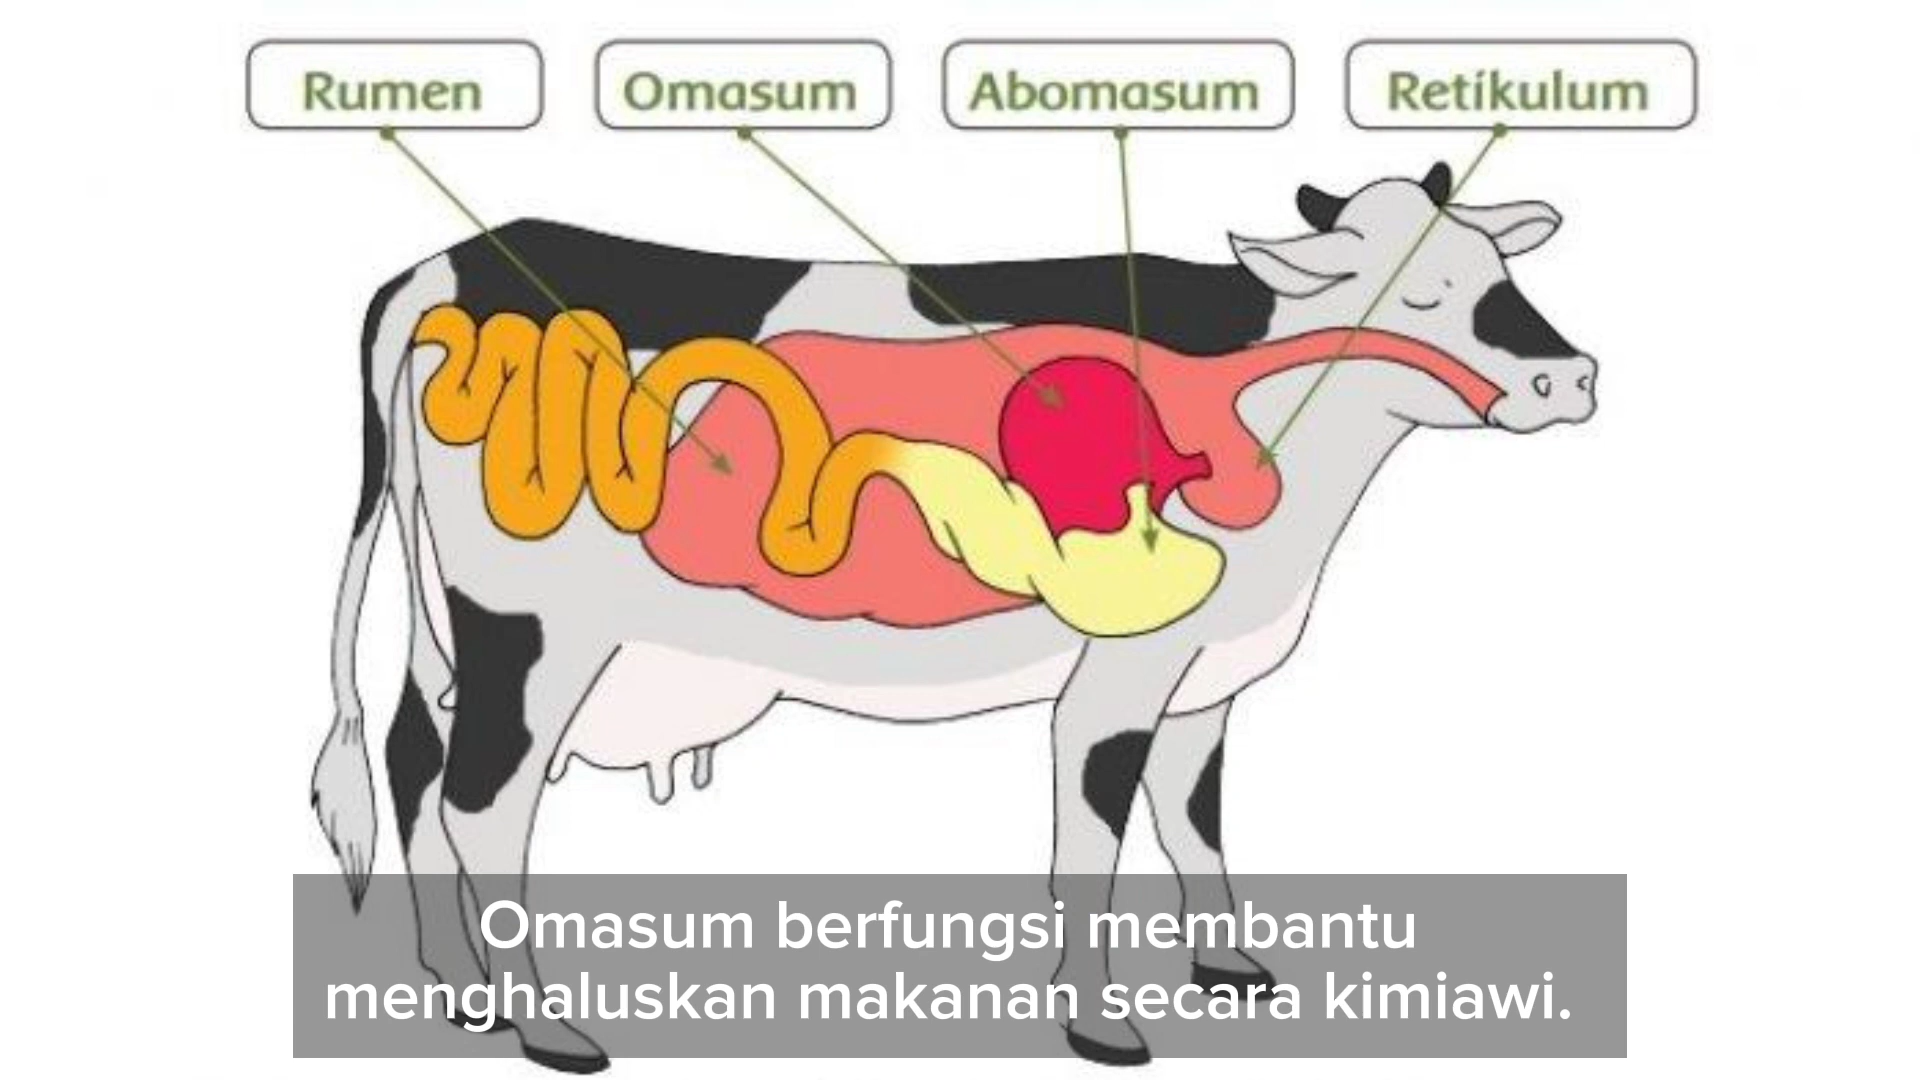 Rumen
Omasum
Abomasum
Retikulum
Omasum berfungsi membantu
menghaluskan makanan secara kimiawi.